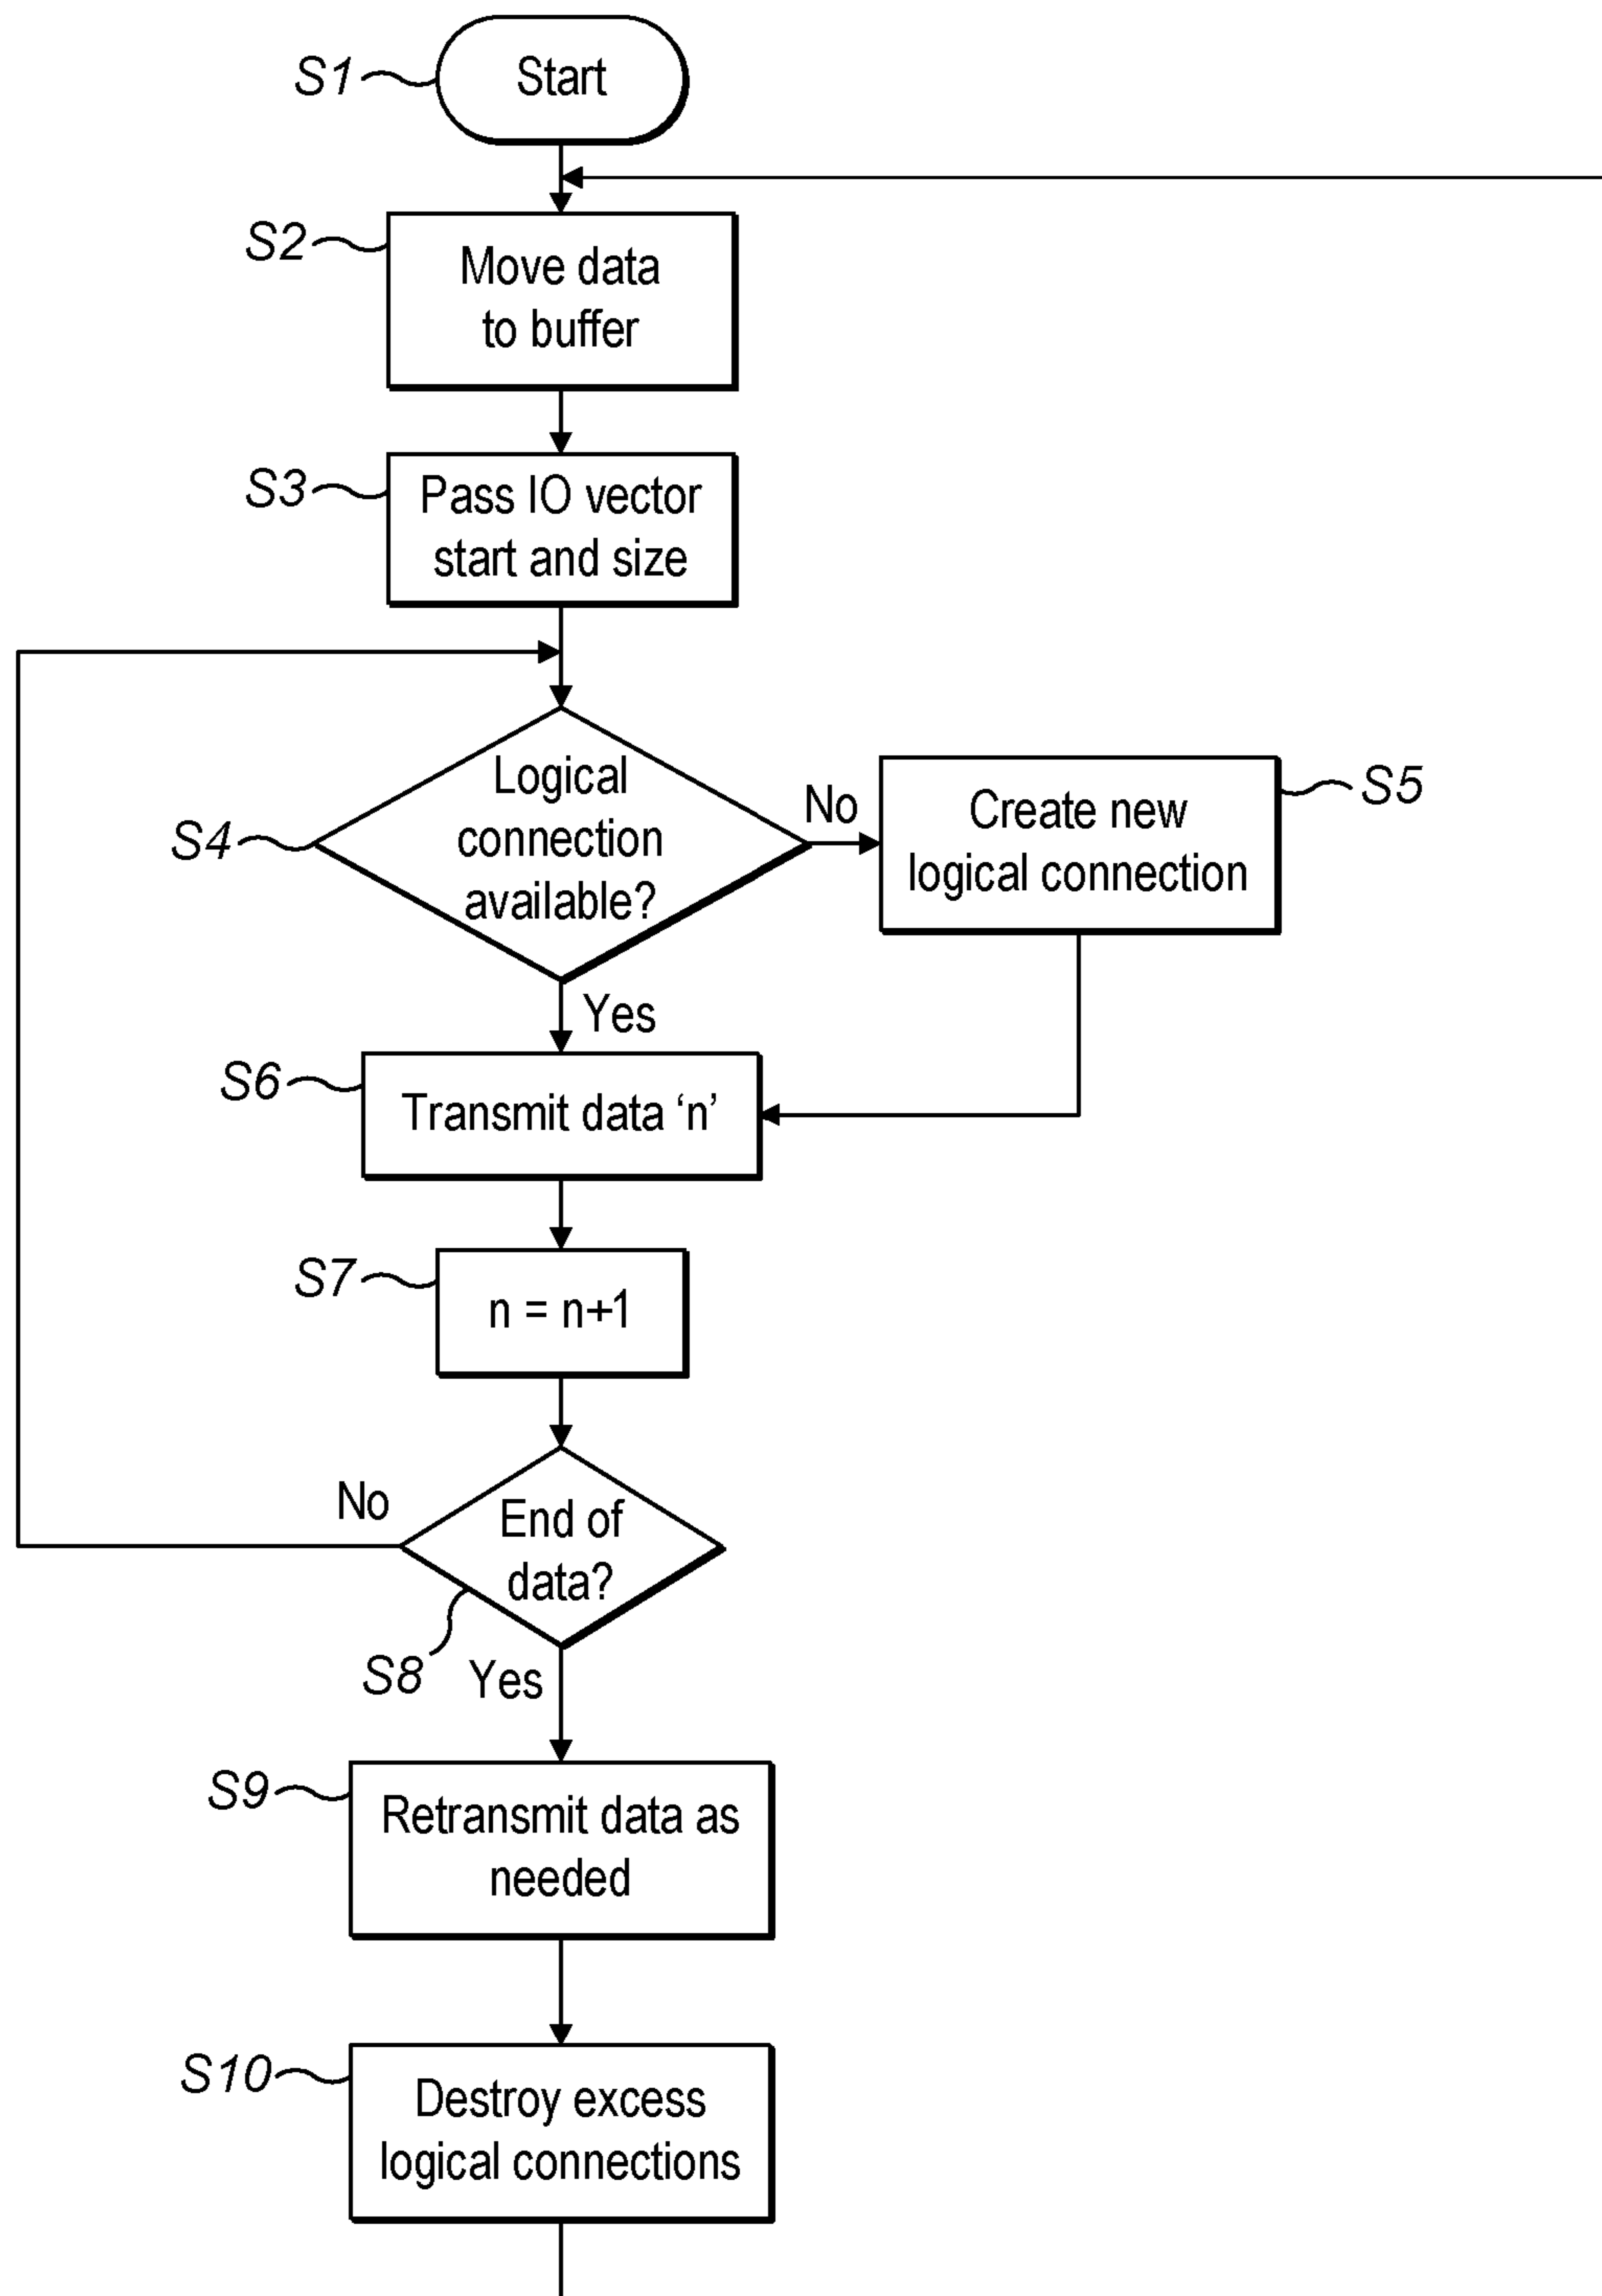 S1
Start
S2
Move data
to buffer
S3
Pass IO vector
start and size
S4
Logical
connection
available?
No
S5
Create new
logical connection
Yes
S6
Transmit data ‘n’
S7
n = n+1
No
End of
data?
S8
Yes
S9
Retransmit data as
needed
S10
Destroy excess
logical connections